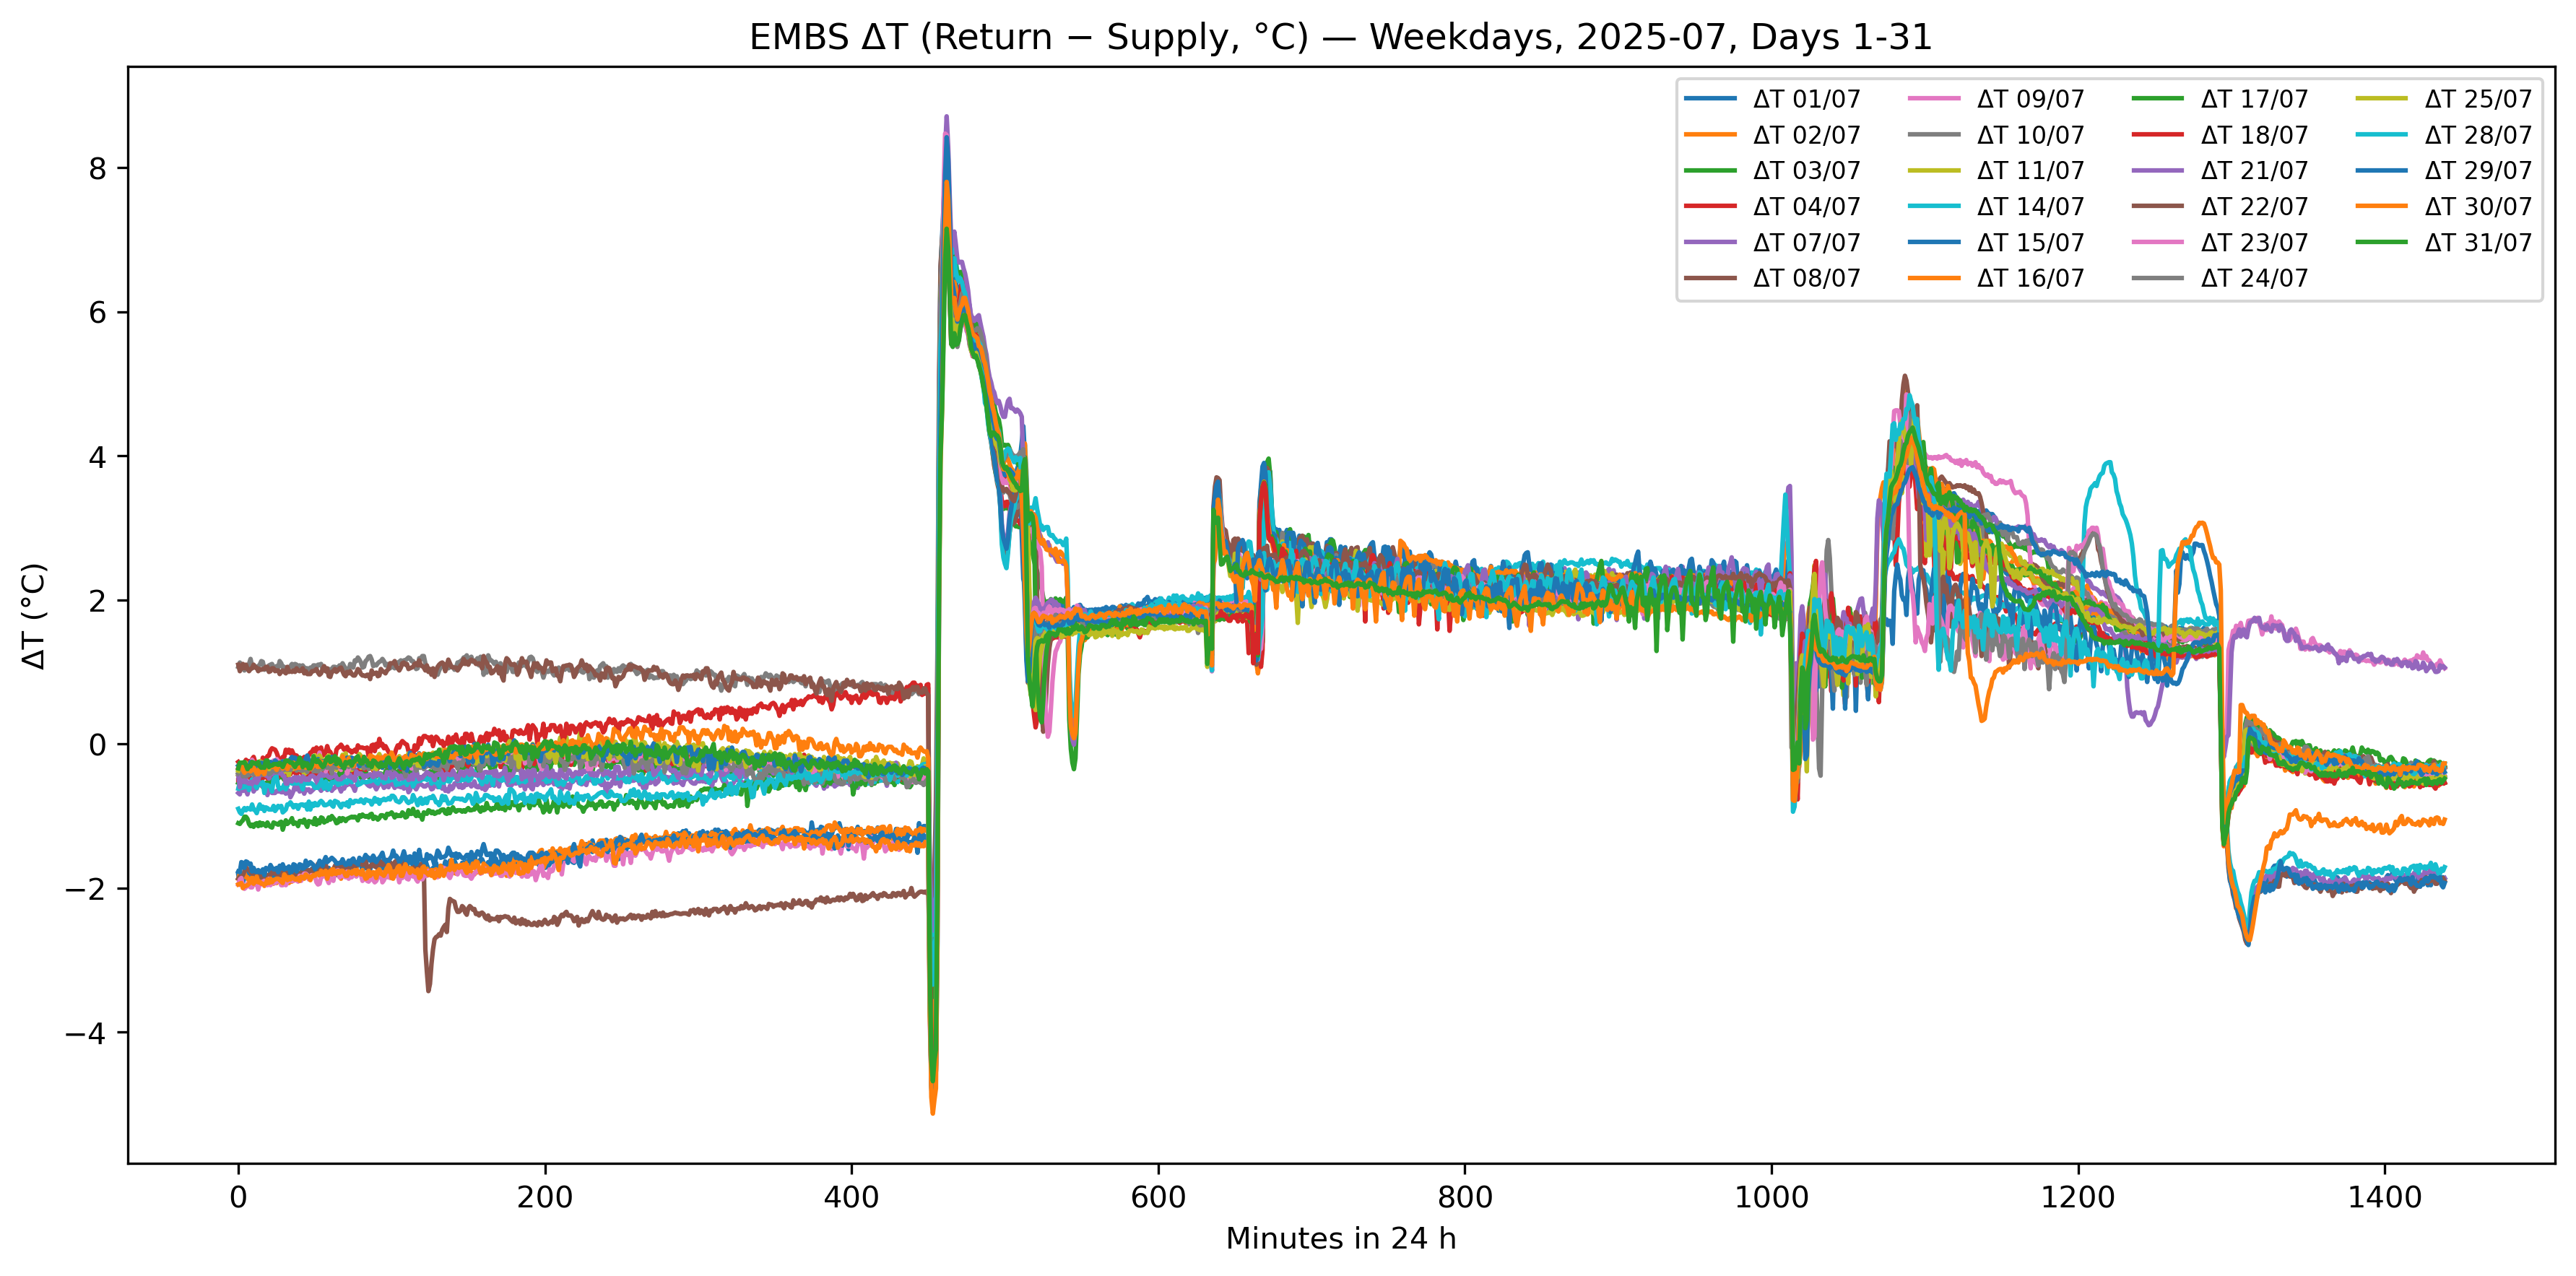 EMBS ΔT (Return − Supply, °C) — Weekdays, 2025-07, Days 1-31
ΔT 01/07
ΔT 02/07
ΔT 03/07
ΔT 04/07
ΔT 07/07
ΔT 08/07
ΔT 09/07
ΔT 10/07
ΔT 11/07
ΔT 14/07
ΔT 15/07
ΔT 16/07
ΔT 17/07
ΔT 18/07
ΔT 21/07
ΔT 22/07
ΔT 23/07
ΔT 24/07
ΔT 25/07
ΔT 28/07
ΔT 29/07
ΔT 30/07
ΔT 31/07
ΔT (°C)
8
6
4
2
0
−2
−4
0
200
400
600
800
1000
1200
1400
Minutes in 24 h